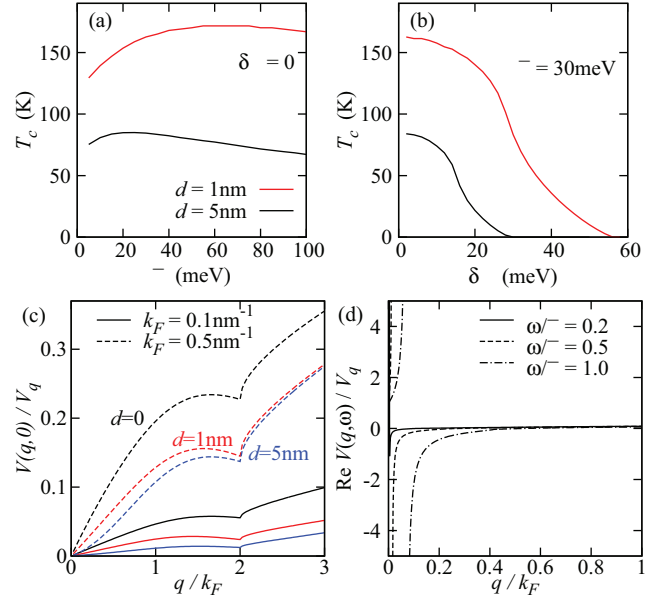 (a)
δ = 0
T_c (K)
150
100
50
0
d = 1nm
d = 5nm
0 20 40 60 80 100
‾ (meV)
(b)
‾ = 30meV
T_c (K)
150
100
50
0
0 20 40 60
δ (meV)
(c)
k_F = 0.1nm⁻¹
k_F = 0.5nm⁻¹
V(q,0) / V_q
0.3
0.2
0.1
0
d=0
d=1nm
d=5nm
0 1 2 3
q / k_F
(d)
ω/‾ = 0.2
ω/‾ = 0.5
ω/‾ = 1.0
Re V(q,ω) / V_q
4
2
0
-2
-4
0 0.2 0.4 0.6 0.8 1
q / k_F